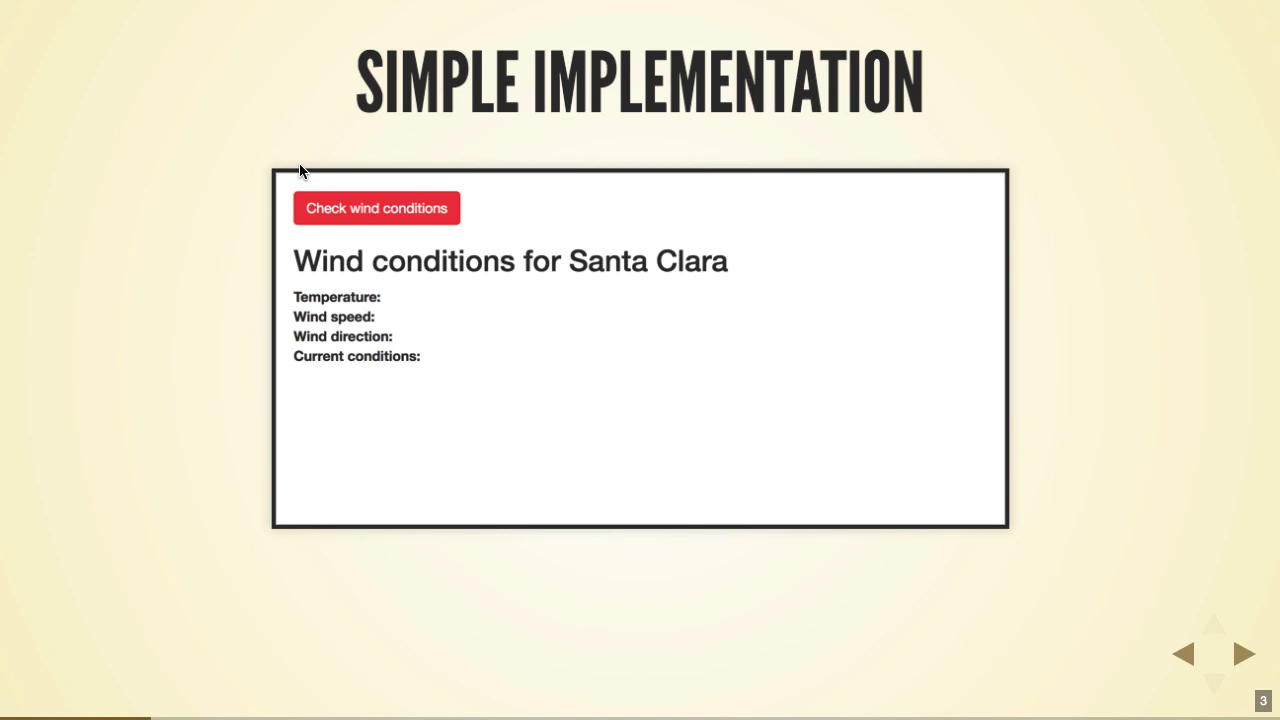 SIMPLE IMPLEMENTATION
Check wind conditions
Wind conditions for Santa Clara
Temperature:
Wind speed:
Wind direction:
Current conditions:
3